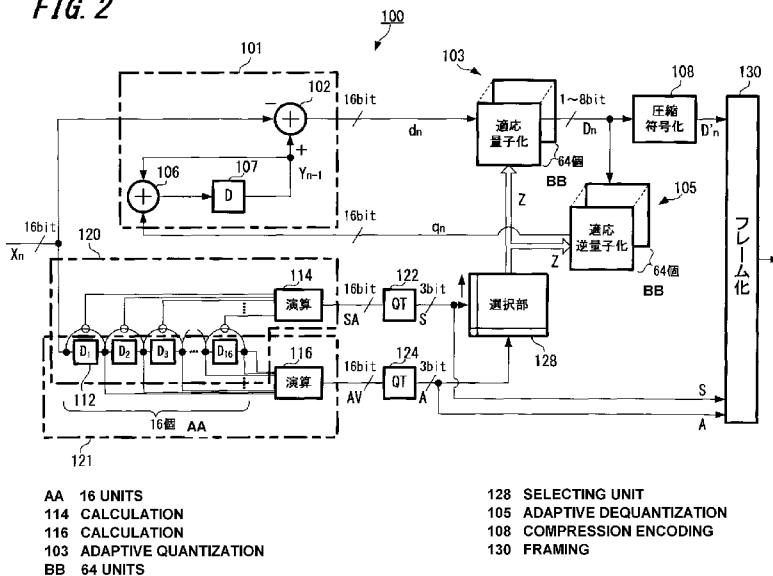 FIG. 2
100
101
103
130
102
16bit
dn
適応
量子化
1~8bit
Dn
108
圧縮
符号化
D'n
64個
BB
+
106
107
D
Yn-1
Z
105
適応
逆量子化
64個
BB
フレーム化
16bit
Xn
120
16bit
qn
Z
114
演算
16bit
SA
122
QT
3bit
S
選択部
128
D1
D2
D3
...
D16
112
116
演算
16bit
AV
124
QT
3bit
A
S
A
16個 AA
121
AA 16 UNITS
114 CALCULATION
116 CALCULATION
103 ADAPTIVE QUANTIZATION
BB 64 UNITS
128 SELECTING UNIT
105 ADAPTIVE DEQUANTIZATION
108 COMPRESSION ENCODING
130 FRAMING